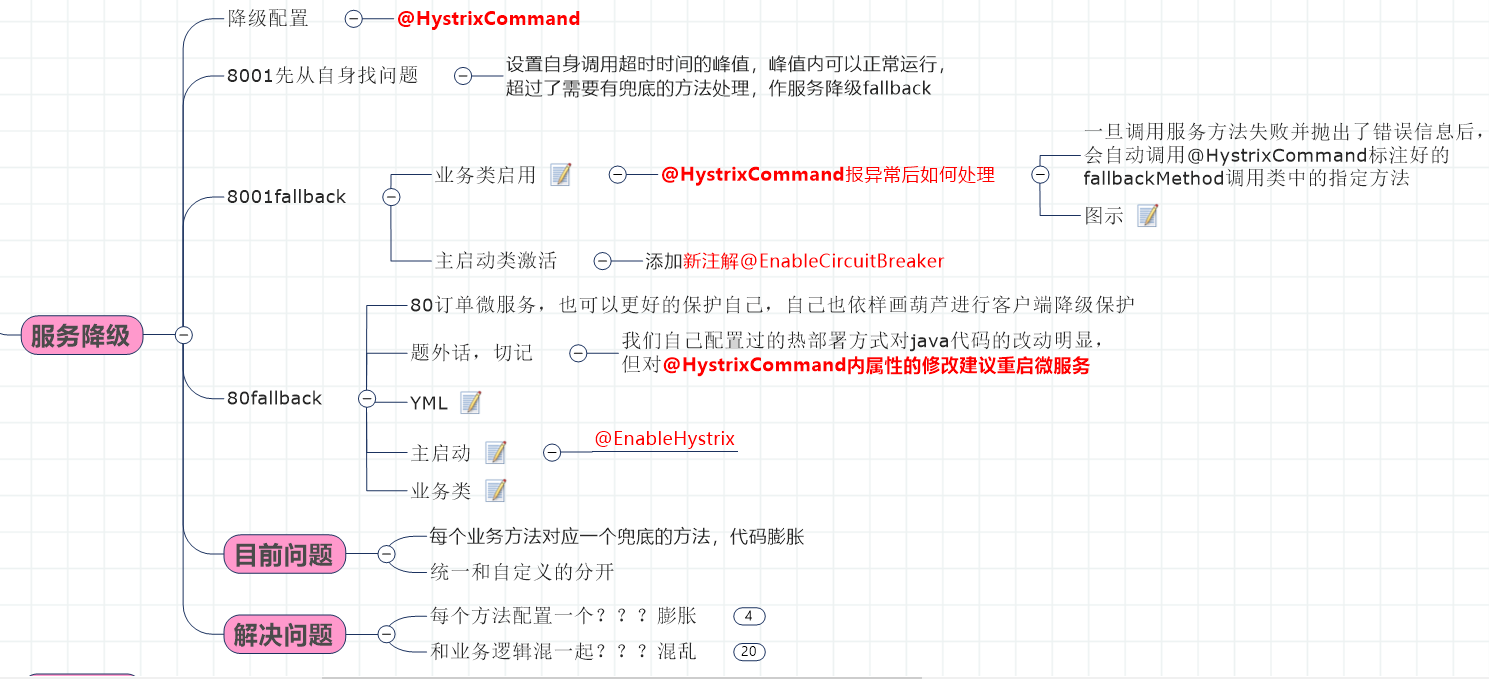 降级配置
@HystrixCommand
8001先从自身找问题
设置自身调用超时时间的峰值，峰值内可以正常运行，
超过了需要有兜底的方法处理，作服务降级fallback
8001fallback
业务类启用
@HystrixCommand报异常后如何处理
一旦调用服务方法失败并抛出了错误信息后，
会自动调用@HystrixCommand标注好的
fallbackMethod调用类中的指定方法
图示
主启动类激活
添加新注解@EnableCircuitBreaker
服务降级
80fallback
80订单微服务，也可以更好的保护自己，自己也依样画葫芦进行客户端降级保护
题外话，切记
我们自己配置过的热部署方式对java代码的改动明显，
但对@HystrixCommand内属性的修改建议重启微服务
YML
主启动
@EnableHystrix
业务类
目前问题
每个业务方法对应一个兜底的方法，代码膨胀
统一和自定义的分开
解决问题
每个方法配置一个？？？膨胀
4
和业务逻辑混一起？？？混乱
20